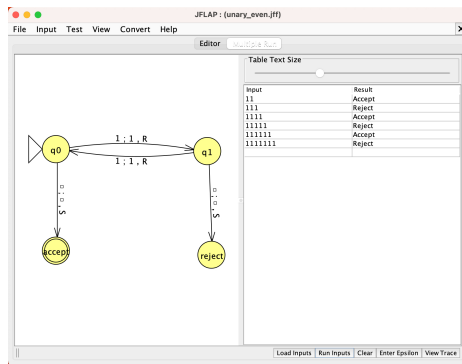 JFLAP : (unary_even.jff)
File Input Test View Convert Help
Editor Multiple Run
Table Text Size
Input Result
11 Accept
111 Reject
1111 Accept
11111 Reject
111111 Accept
1111111 Reject
q0
1 ; 1 , R
1 ; 1 , R
q1
□ ; □ , S
□ ; □ , S
accept
reject
Load Inputs Run Inputs Clear Enter Epsilon View Trace